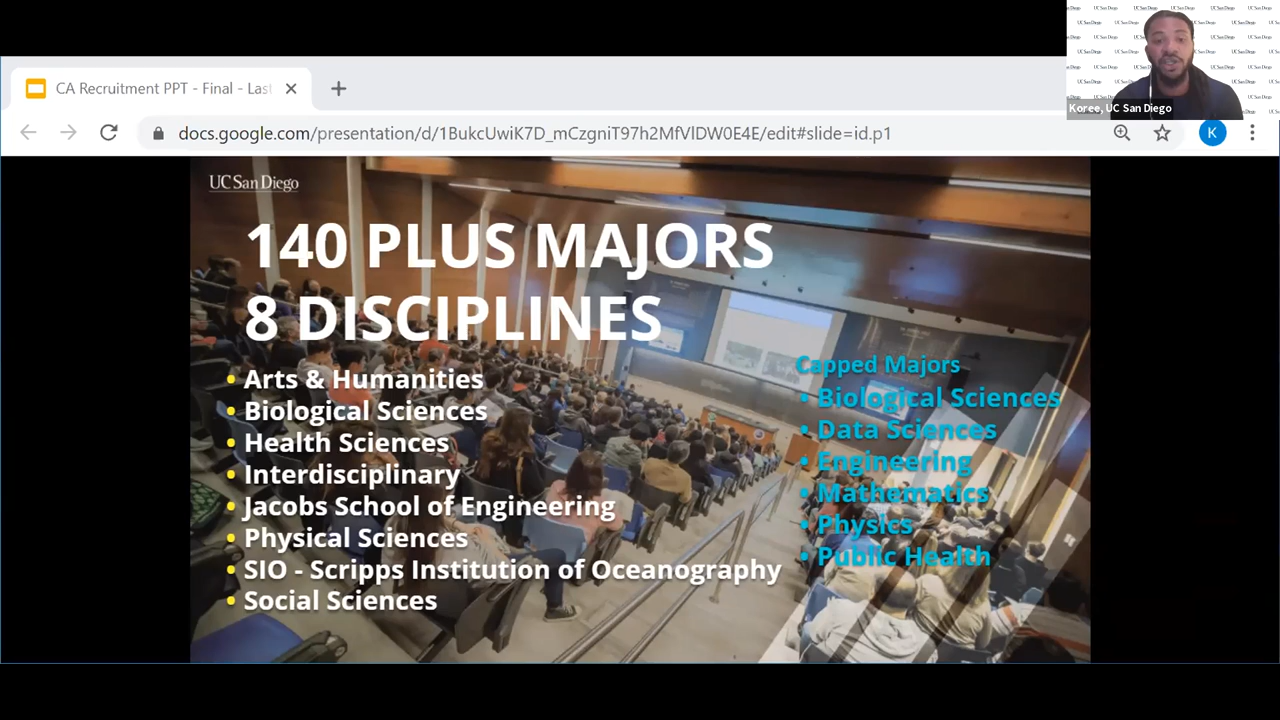 CA Recruitment PPT - Final - Las
docs.google.com/presentation/d/1BukcUwiK7D_mCzgniT97h2MfVlDW0E4E/edit#slide=id.p1
K
Koree, UC San Diego
UC San Diego
140 PLUS MAJORS
8 DISCIPLINES
• Arts & Humanities
• Biological Sciences
• Health Sciences
• Interdisciplinary
• Jacobs School of Engineering
• Physical Sciences
• SIO - Scripps Institution of Oceanography
• Social Sciences
Capped Majors
• Biological Sciences
• Data Sciences
• Engineering
• Mathematics
• Physics
• Public Health